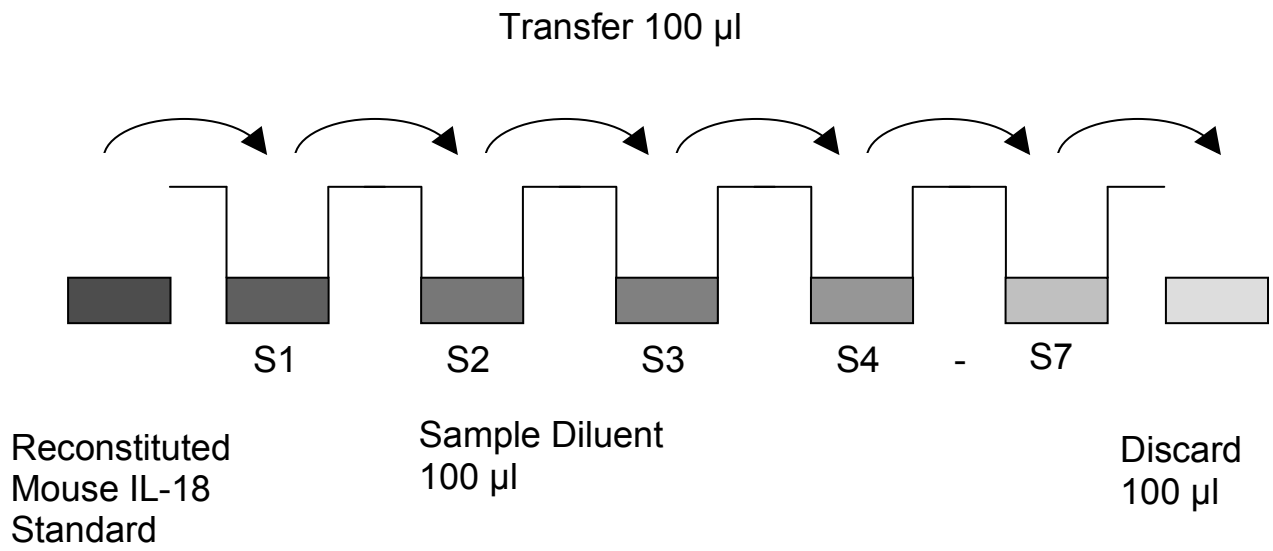 Transfer 100 µl
S1 S2 S3 S4 - S7
Reconstituted
Mouse IL-18
Standard
Sample Diluent
100 µl
Discard
100 µl